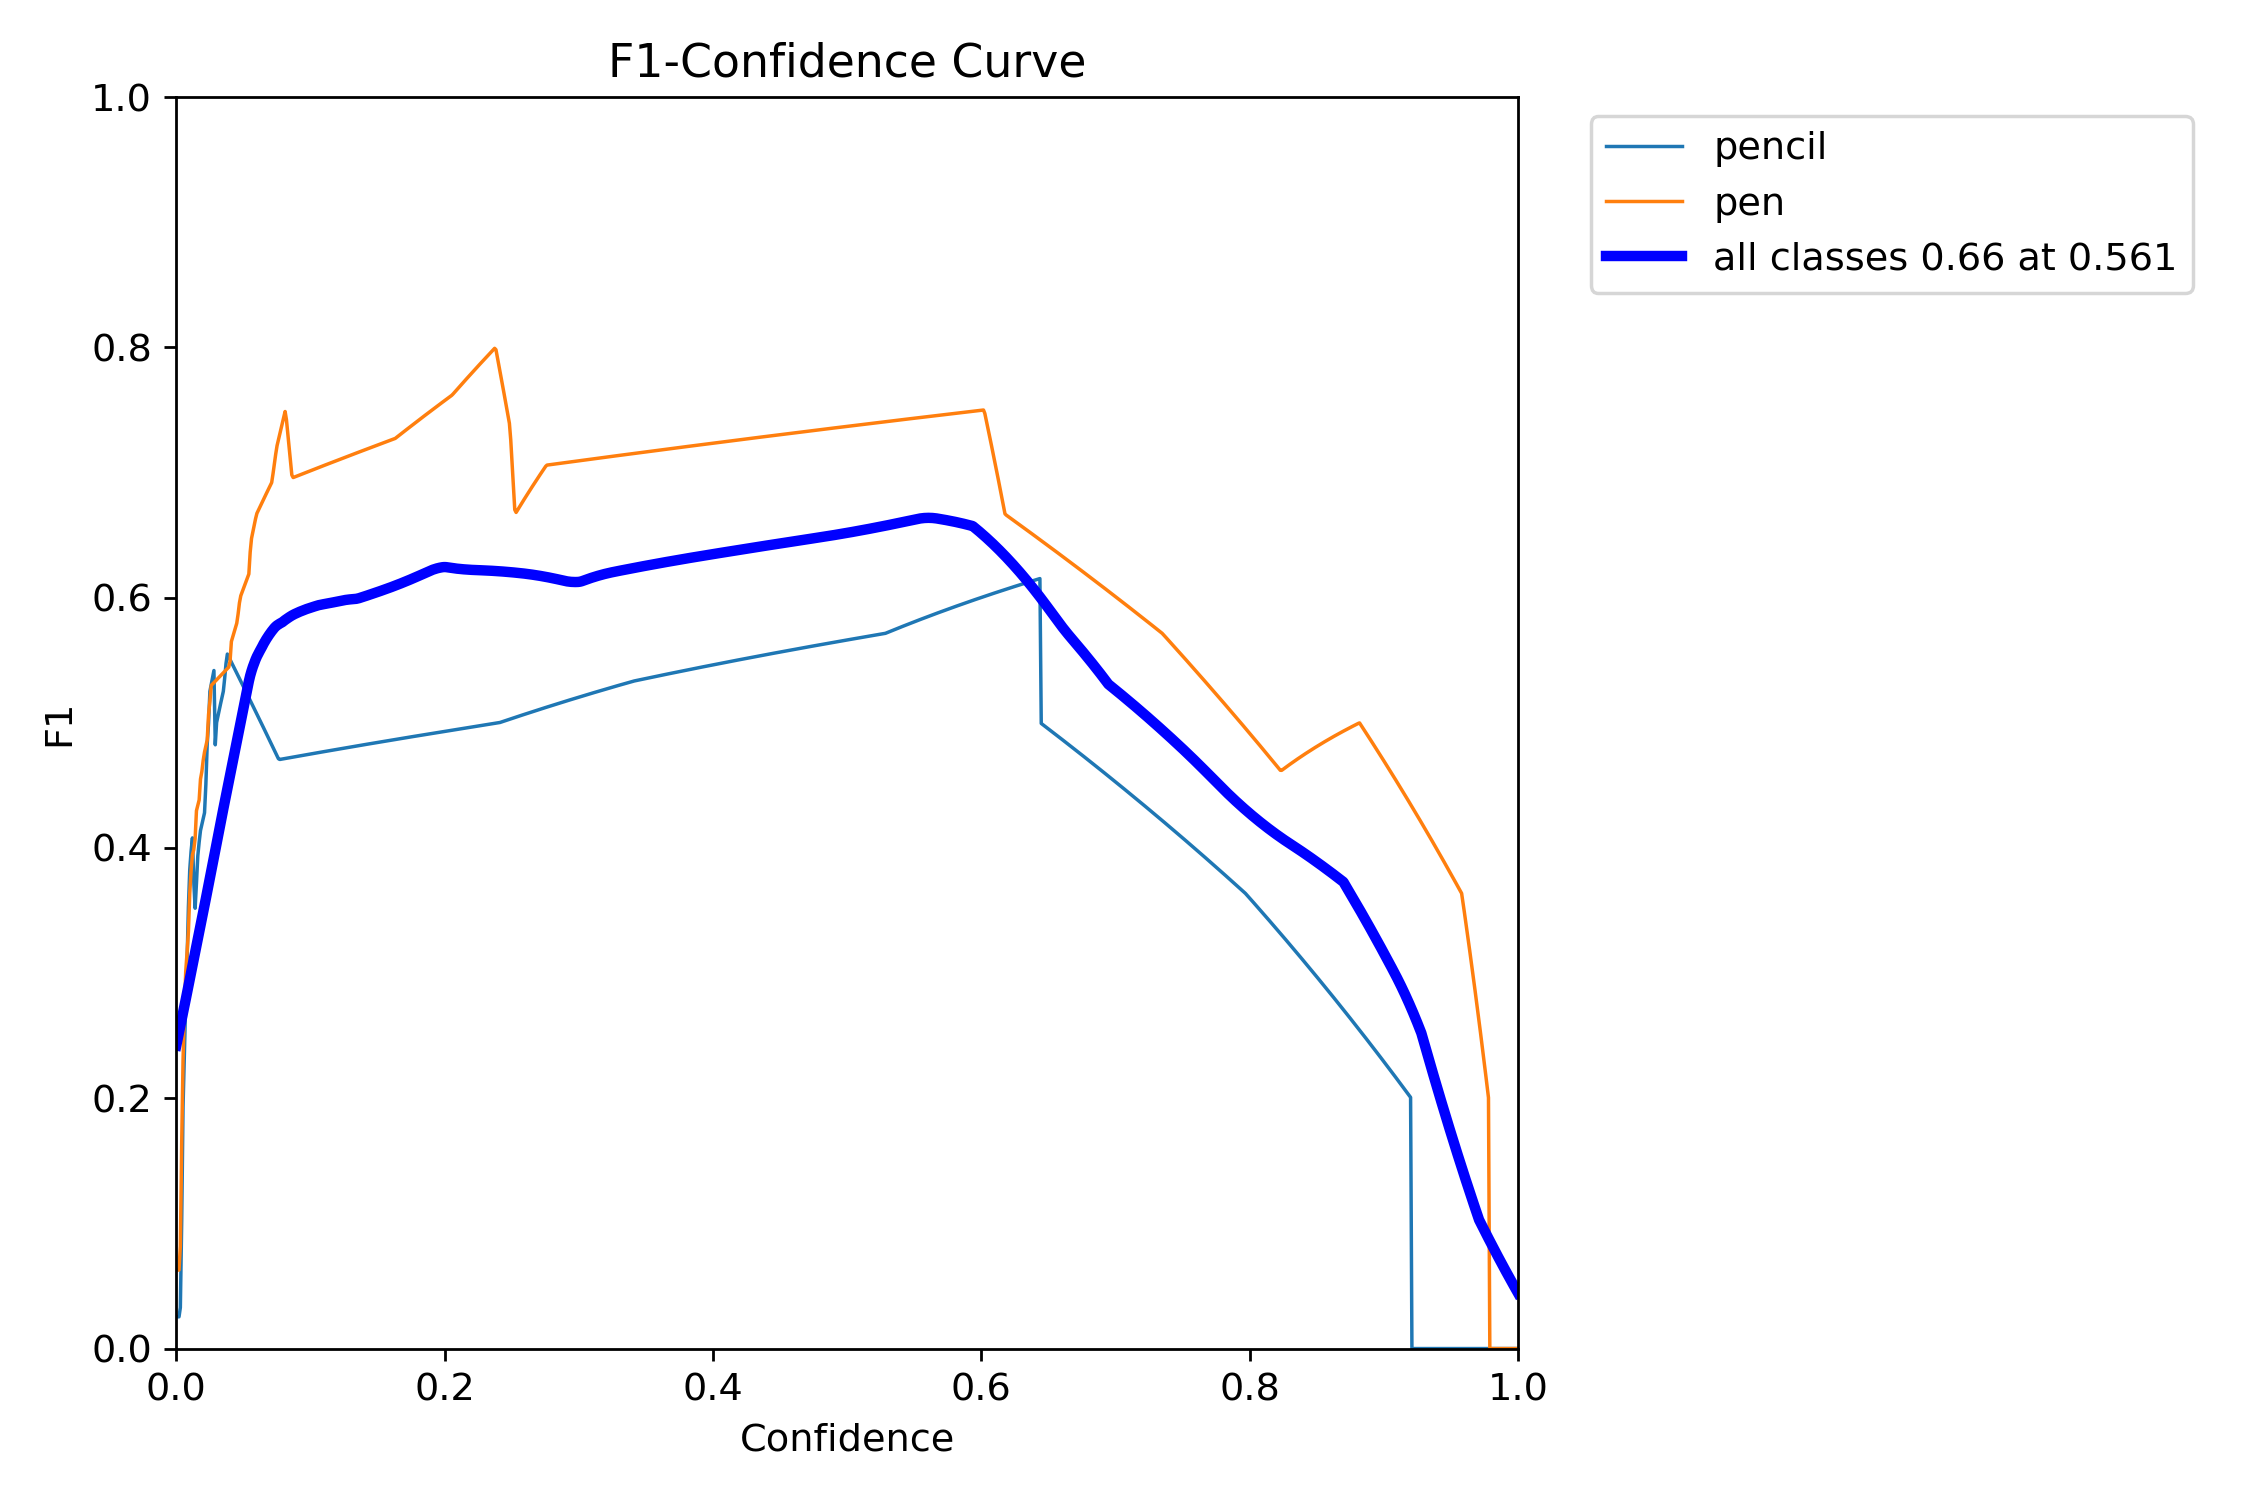 F1-Confidence Curve
1.0
0.8
0.6
0.4
0.2
0.0
F1
0.0 0.2 0.4 0.6 0.8 1.0
Confidence
pencil
pen
all classes 0.66 at 0.561